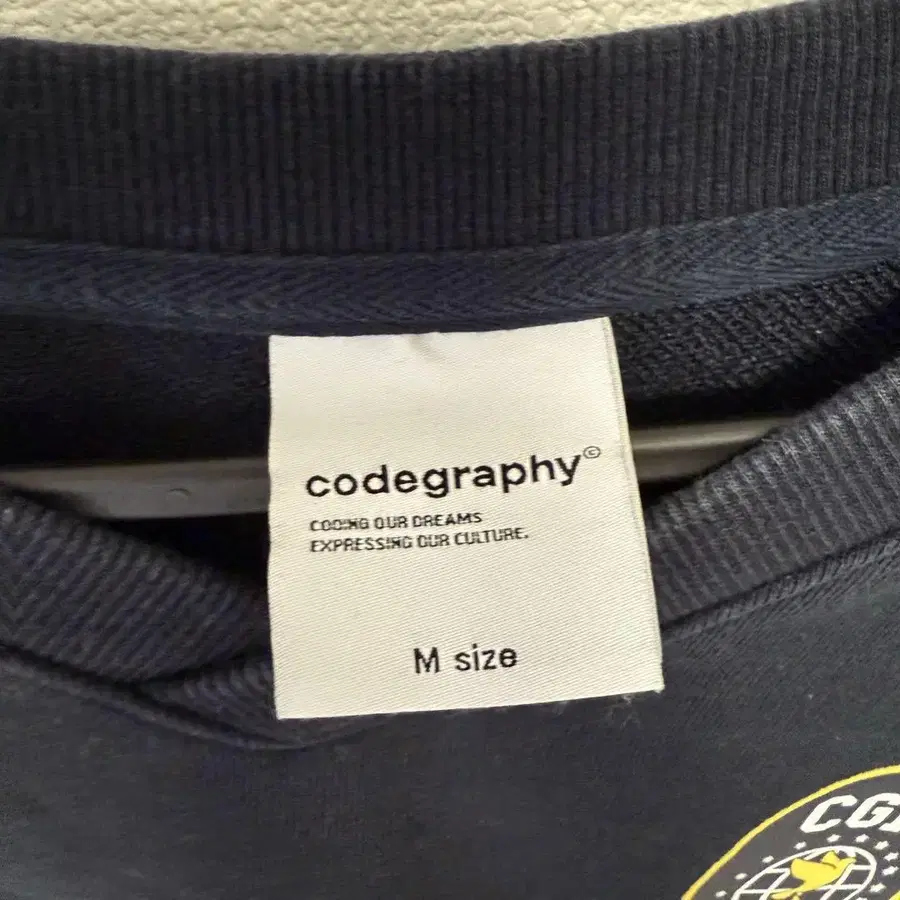 codegraphy©
CODING OUR DREAMS
EXPRESSING OUR CULTURE.
M size